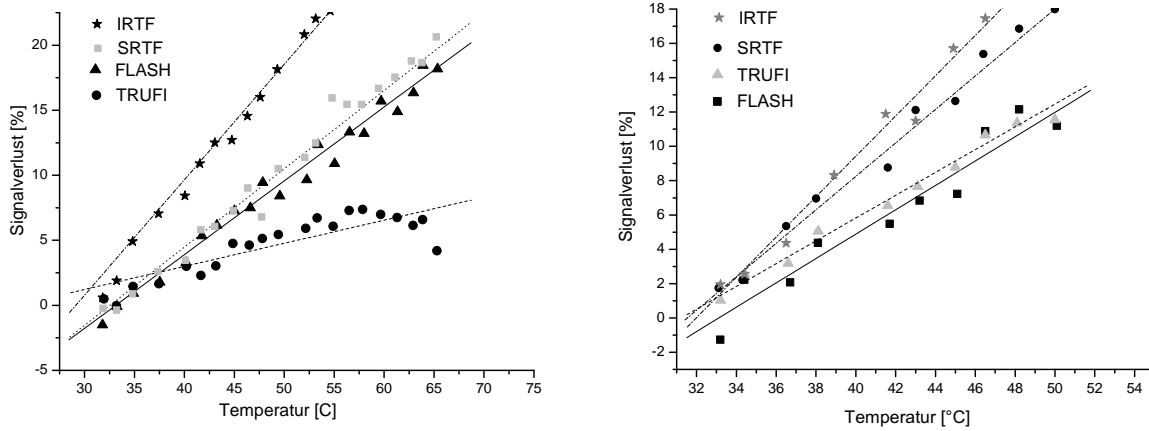 IRTF
SRTF
FLASH
TRUFI
20
15
10
5
0
-5
Signalverlust [%]
30 35 40 45 50 55 60 65 70 75
Temperatur [C]
IRTF
SRTF
TRUFI
FLASH
18
16
14
12
10
8
6
4
2
0
-2
Signalverlust [%]
32 34 36 38 40 42 44 46 48 50 52 54
Temperatur [°C]